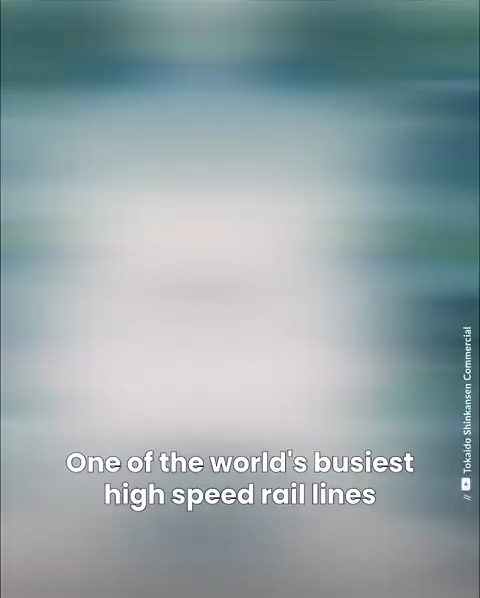 One of the world's busiest
high speed rail lines
// Tokaido Shinkansen Commercial